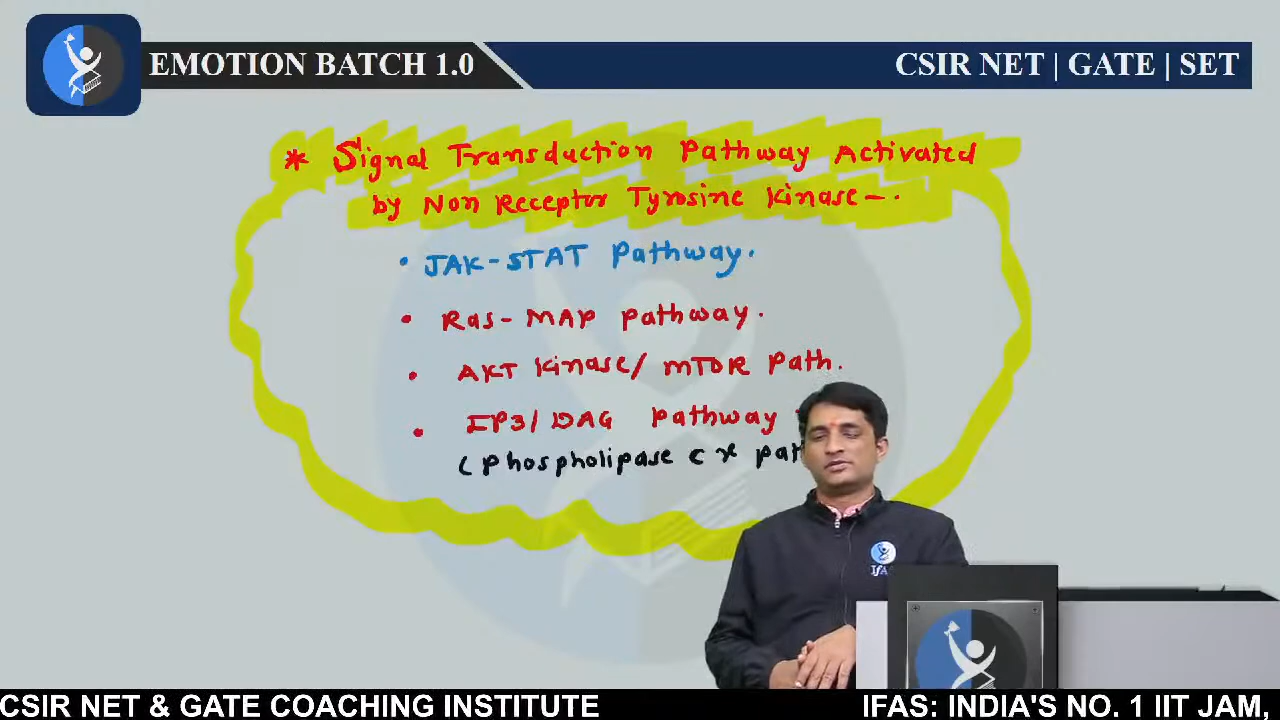 EMOTION BATCH 1.0
CSIR NET | GATE | SET
* Signal Transduction Pathway Activated
by Non Receptor Tyrosine Kinase - .
• JAK-STAT Pathway.
• Ras-MAP pathway.
• AKT Kinase/ MTOR Path.
• IP3/DAG Pathway
(Phospholipase C γ pat
IFAS
CSIR NET & GATE COACHING INSTITUTE
IFAS: INDIA'S NO. 1 IIT JAM,